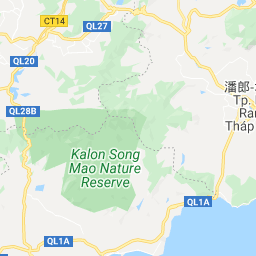 CT14
QL27
QL20
潘郎-
Tp.
Ra
Tháp
QL28B
Kalon Song
Mao Nature
Reserve
QL1A
QL1A